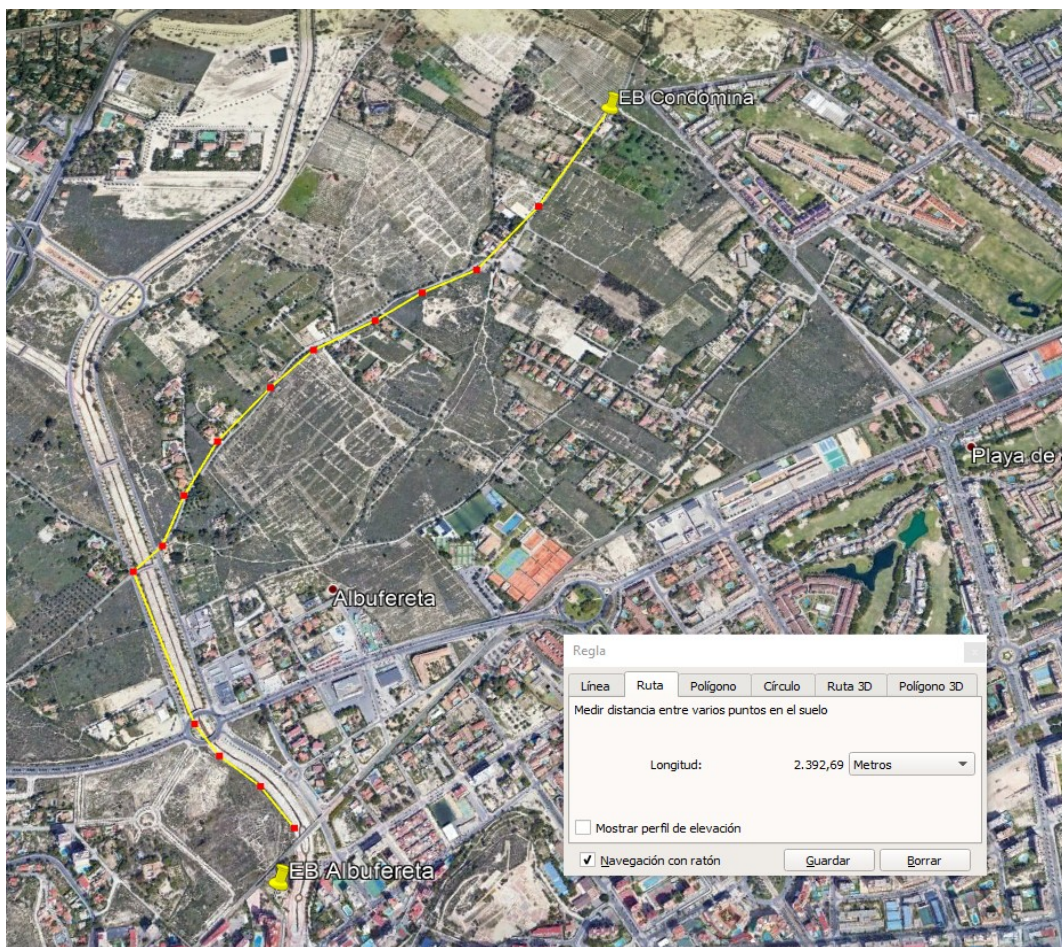 EB Condomina
Playa de
Albufereta
EB Albufereta
Regla
Línea Ruta Polígono Círculo Ruta 3D Polígono 3D
Medir distancia entre varios puntos en el suelo
Longitud: 2.392,69 Metros
Mostrar perfil de elevación
Navegación con ratón Guardar Borrar